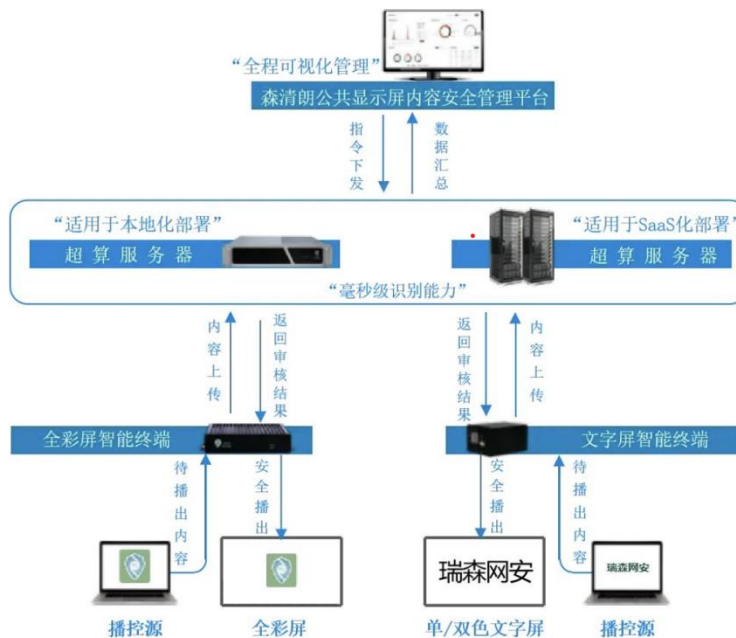 “全程可视化管理”
森清朗公共显示屏内容安全管理平台
指令下发
数据汇总
“适用于本地化部署”
“适用于SaaS化部署”
超算服务器
超算服务器
“毫秒级识别能力”
内容上传
返回审核结果
返回审核结果
内容上传
全彩屏智能终端
文字屏智能终端
待播出内容
安全播出
安全播出
待播出内容
瑞森网安
瑞森网安
播控源
全彩屏
单/双色文字屏
播控源